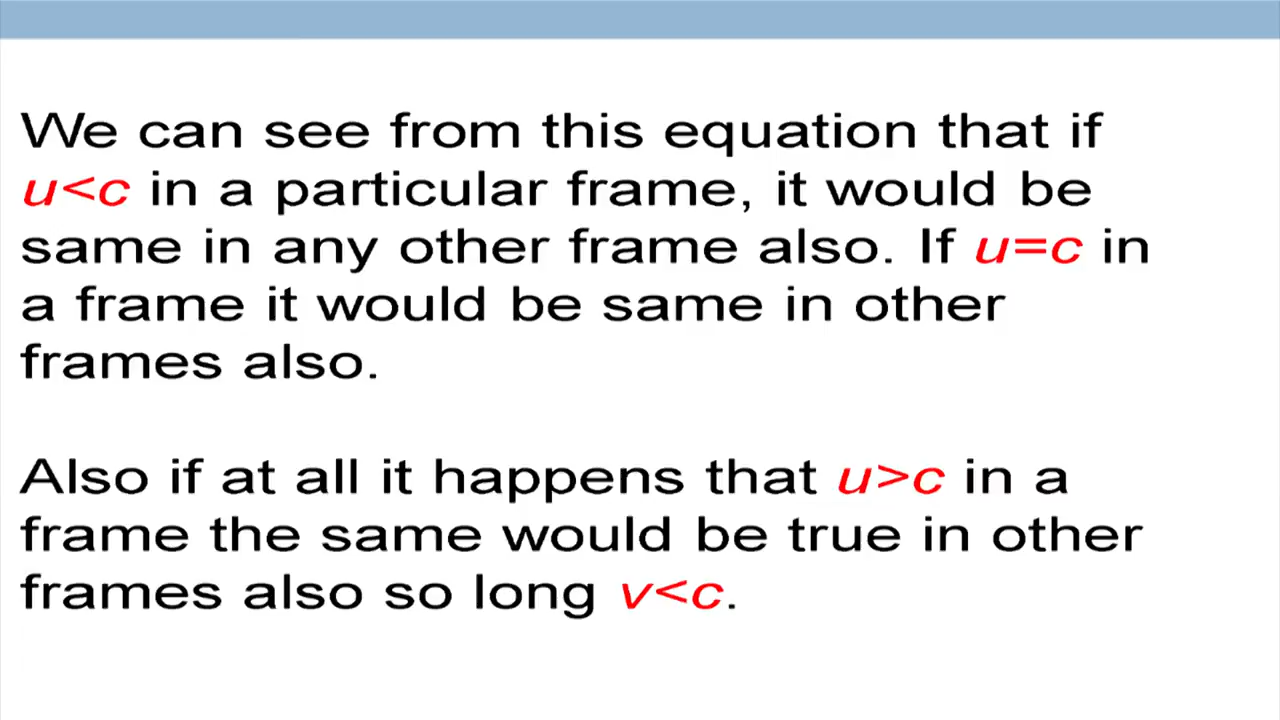 We can see from this equation that if
u<c in a particular frame, it would be
same in any other frame also. If u=c in
a frame it would be same in other
frames also.
Also if at all it happens that u>c in a
frame the same would be true in other
frames also so long v<c.